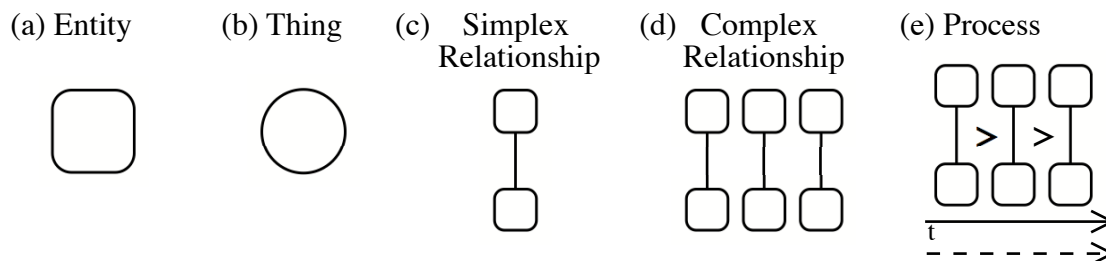 (a) Entity
(b) Thing
(c) Simplex
Relationship
(d) Complex
Relationship
(e) Process
> >
t